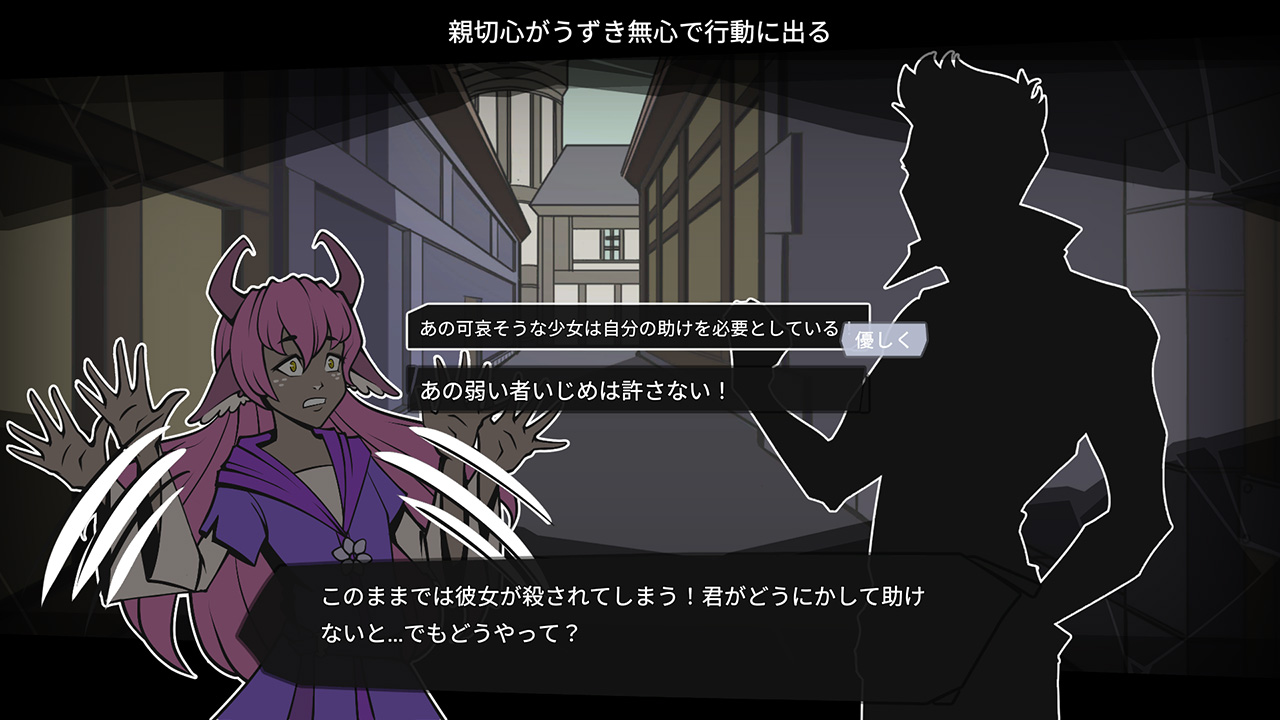 親切心がうずき無心で行動に出る
あの可哀そうな少女は自分の助けを必要としている！
優しく
あの弱い者いじめは許さない！
このままでは彼女が殺されてしまう！君がどうにかして助け
ないと...でもどうやって？